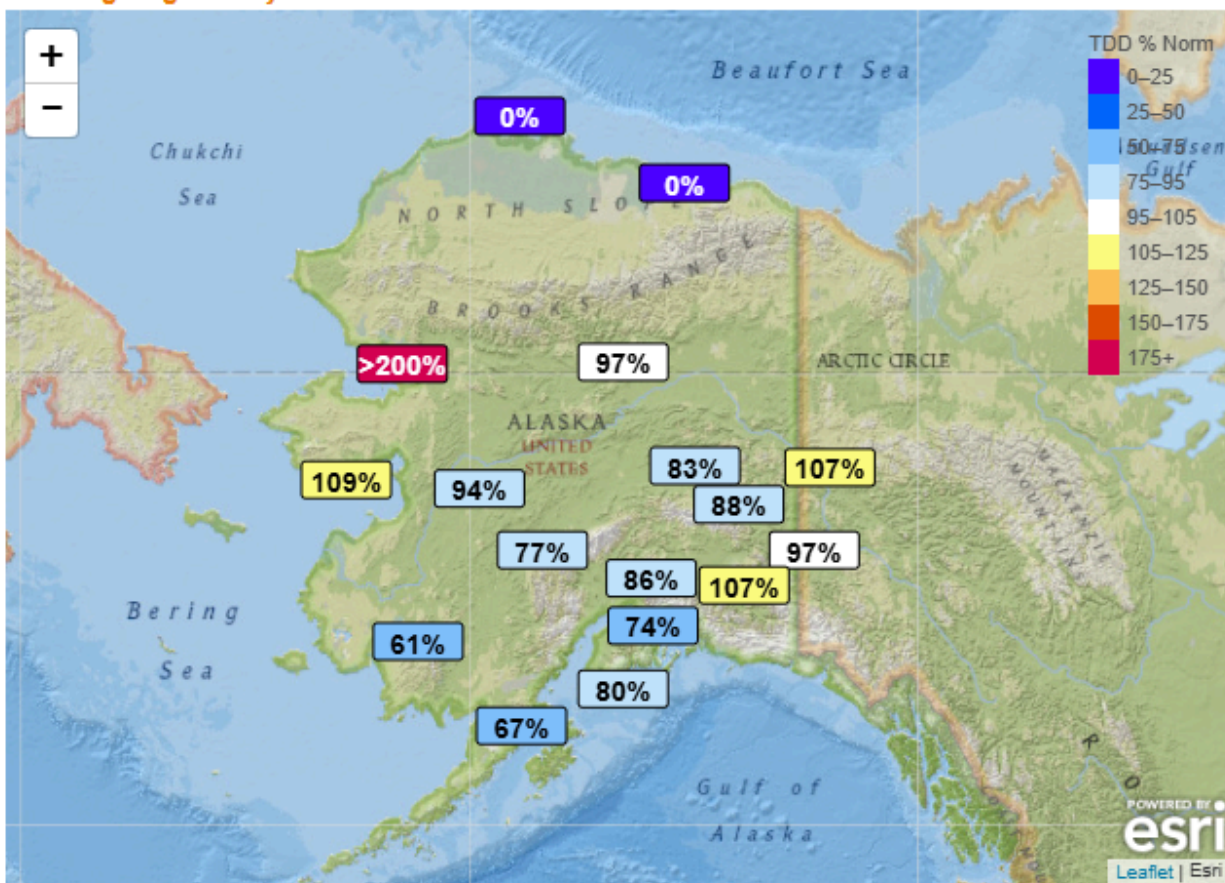 +
−
Beaufort Sea
TDD % Norm
0–25
25–50
50–75
75–95
95–105
105–125
125–150
150–175
175+
Gulf
Chukchi
Sea
0%
0%
NORTH SLOPE
BROOKS RANGE
>200%
97%
ARCTIC CIRCLE
ALASKA
UNITED
STATES
109%
94%
83%
107%
88%
MACKENZIE
MOUNTAINS
77%
97%
86%
107%
Bering
Sea
61%
74%
80%
67%
Gulf of
Alaska
R O
POWERED BY
esri
Leaflet | Esri